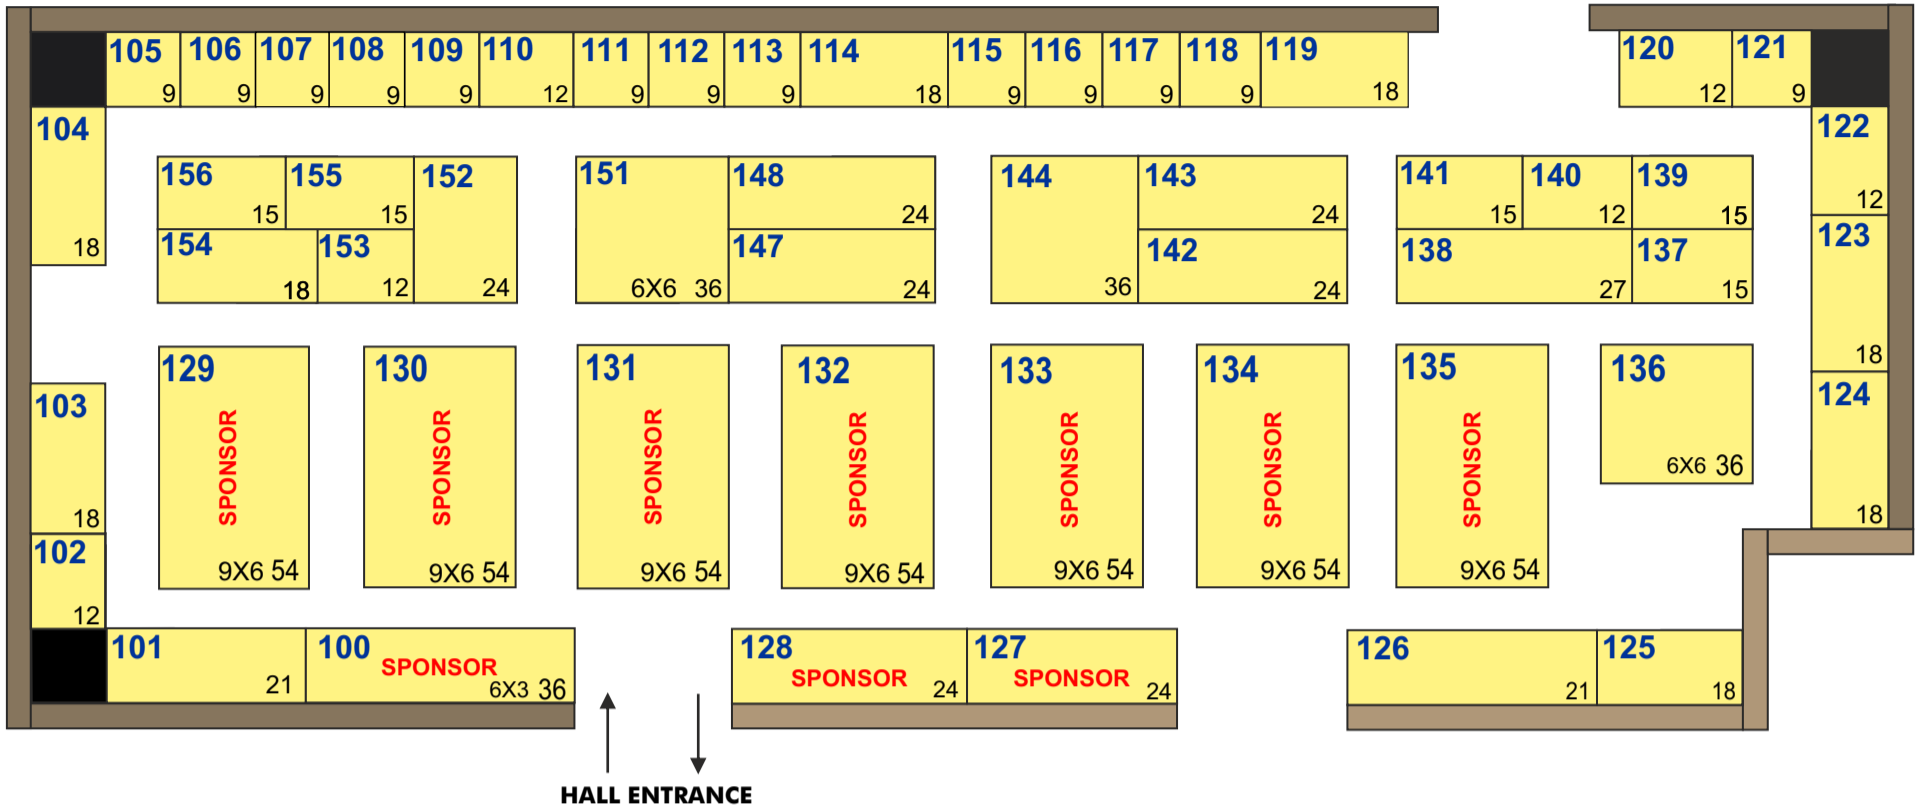 105 106 107 108 109 110 111 112 113 114 115 116 117 118 119 120 121
9 9 9 9 9 12 9 9 9 18 9 9 9 9 18 12 9
104 122
18 12
156 155 152 151 148 144 143 141 140 139
15 15 24 24 15 12 15
154 153 147 142 138 137 123
18 12 24 6X6 36 24 36 24 27 15 18
129 130 131 132 133 134 135 136
SPONSOR SPONSOR SPONSOR SPONSOR SPONSOR SPONSOR SPONSOR
6X6 36
103 124
18 18
9X6 54 9X6 54 9X6 54 9X6 54 9X6 54 9X6 54 9X6 54
102
12
101 100 128 127 126 125
SPONSOR SPONSOR SPONSOR
21 6X3 36 24 24 21 18
HALL ENTRANCE